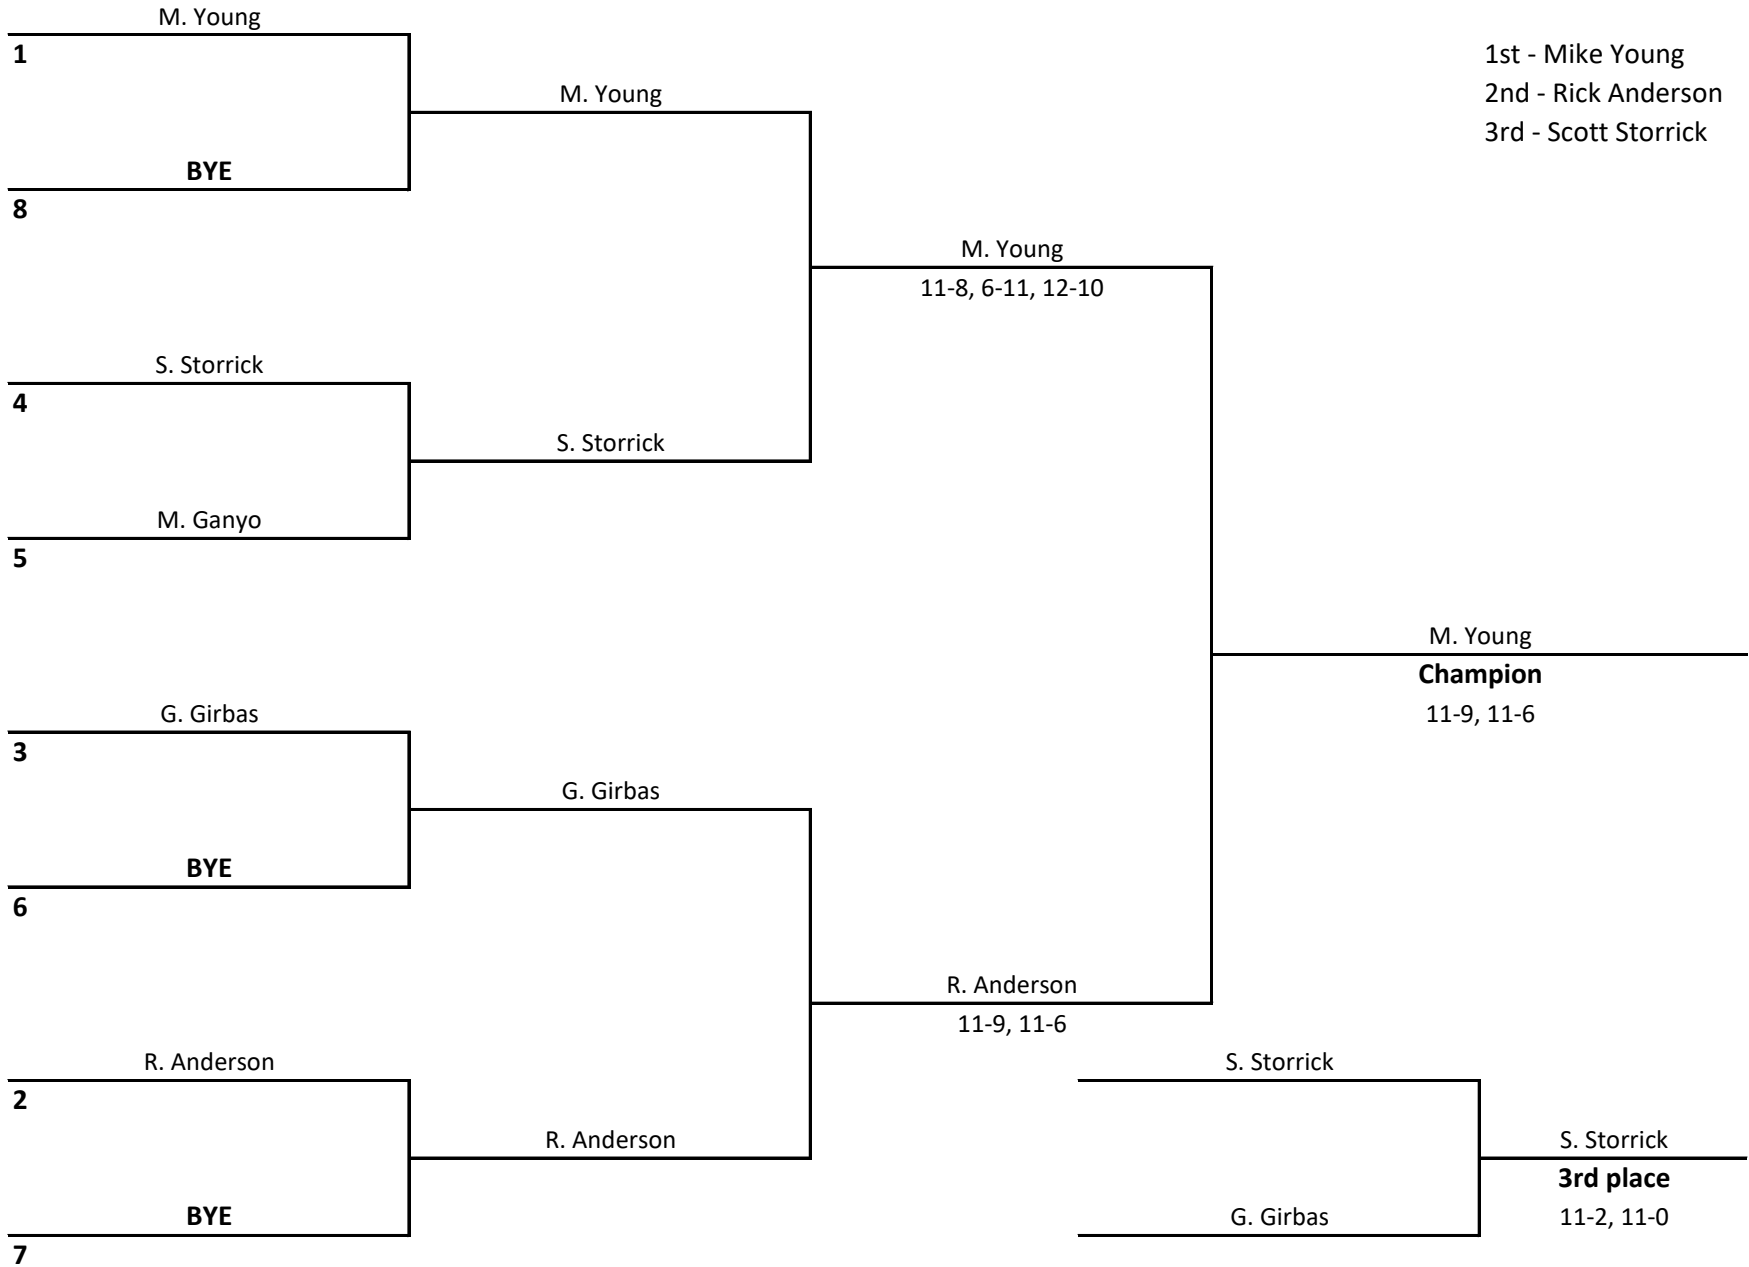 M. Young
1
1st - Mike Young
M. Young
2nd - Rick Anderson
3rd - Scott Storrick
BYE
8
M. Young
11-8, 6-11, 12-10
S. Storrick
4
S. Storrick
M. Ganyo
5
M. Young
Champion
G. Girbas
11-9, 11-6
3
G. Girbas
BYE
6
R. Anderson
11-9, 11-6
R. Anderson
S. Storrick
2
R. Anderson
S. Storrick
3rd place
BYE
G. Girbas
11-2, 11-0
7